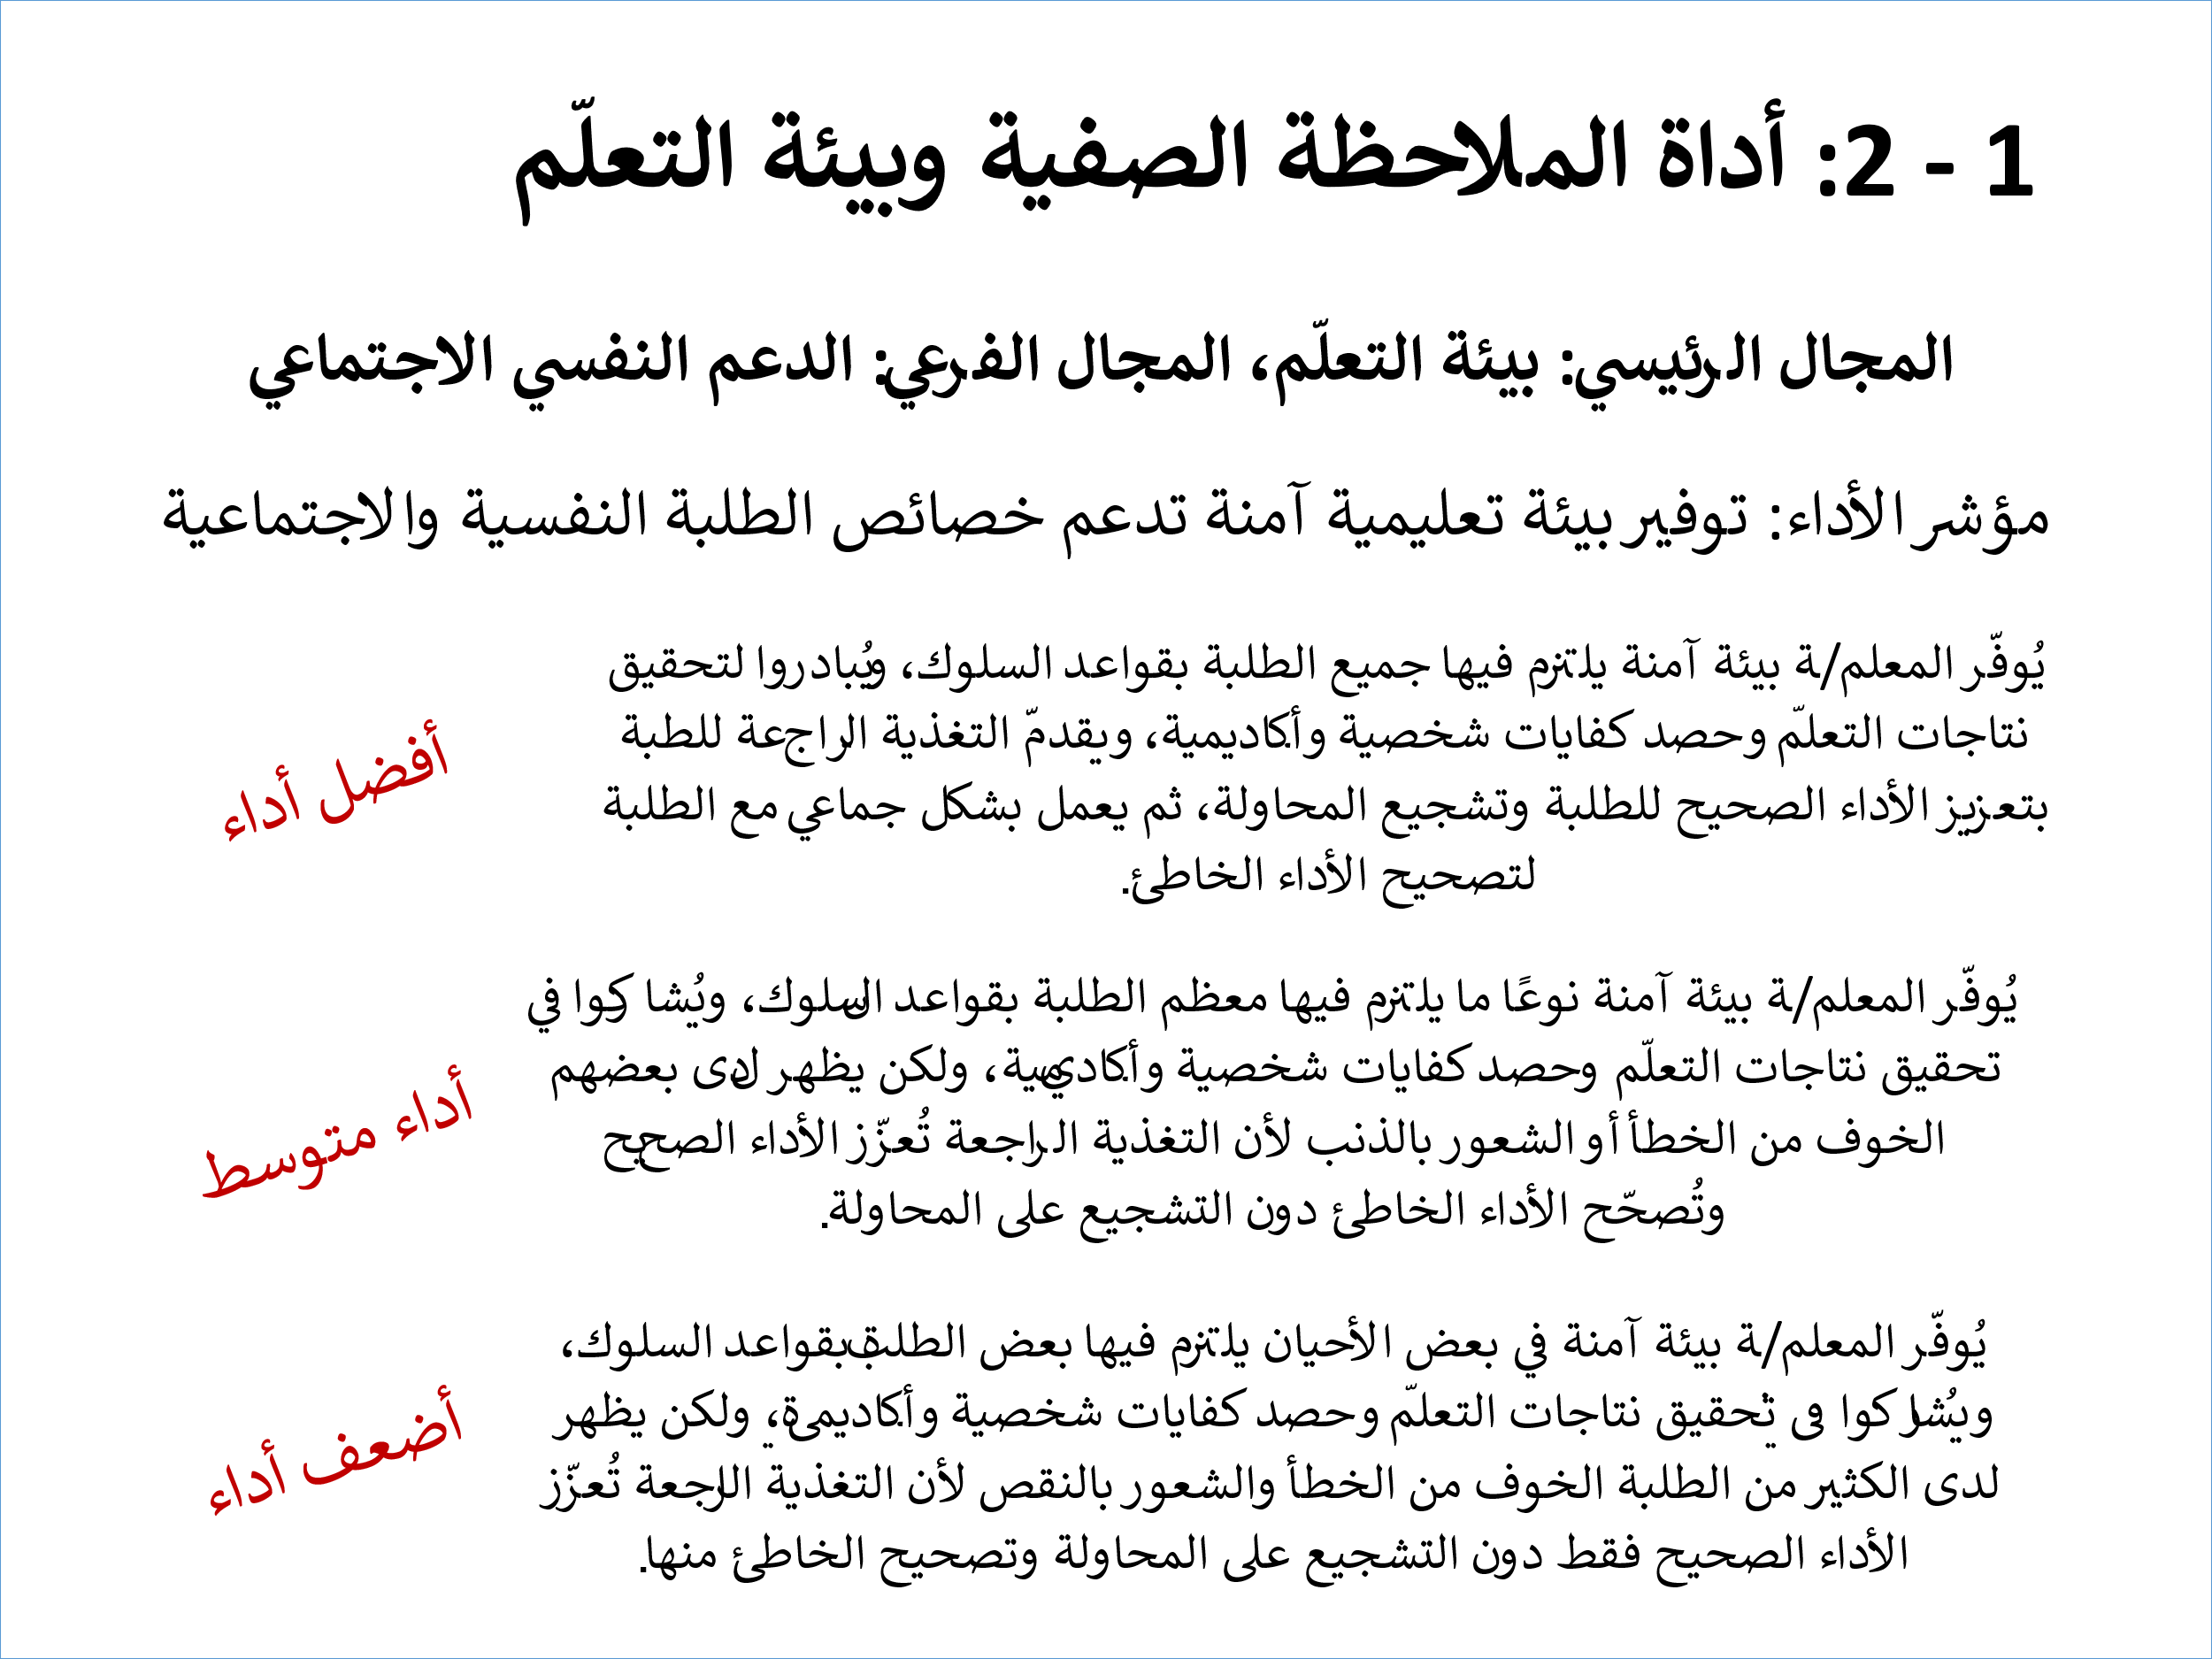 1 - 2: أداة الملاحظة الصفية وبيئة التعلّم
المجال الرئيسي: بيئة التعلّم، المجال الفرعي: الدعم النفسي الاجتماعي
مؤشر الأداء: توفير بيئة تعليمية آمنة تدعم خصائص الطلبة النفسية والاجتماعية
يُوفّر المعلم/ـة بيئة آمنة يلتزم فيها جميع الطلبة بقواعد السلوك، ويُبادروا لتحقيق
نتاجات التعلّم وحصد كفايات شخصية وأكاديمية، ويقدمّ التغذية الراجعة للطبة
بتعزيز الأداء الصحيح للطلبة وتشجيع المحاولة، ثم يعمل بشكل جماعي مع الطلبة
لتصحيح الأداء الخاطئ.
أفضل أداء
يُوفّر المعلم/ـة بيئة آمنة نوعًا ما يلتزم فيها معظم الطلبة بقواعد السلوك، ويُشاركوا في
تحقيق نتاجات التعلّم وحصد كفايات شخصية وأكاديمية، ولكن يظهر لدى بعضهم
الخوف من الخطأ أو الشعور بالذنب لأن التغذية الراجعة تُعزّز الأداء الصحيح
وتُصحّح الأداء الخاطئ دون التشجيع على المحاولة.
أداء متوسط
يُوفّر المعلم/ـة بيئة آمنة في بعض الأحيان يلتزم فيها بعض الطلبة بقواعد السلوك،
ويُشاركوا في تحقيق نتاجات التعلّم وحصد كفايات شخصية وأكاديمية، ولكن يظهر
لدى الكثير من الطلبة الخوف من الخطأ والشعور بالنقص لأن التغذية الراجعة تُعزّز
الأداء الصحيح فقط دون التشجيع على المحاولة وتصحيح الخاطئ منها.
أضعف أداء